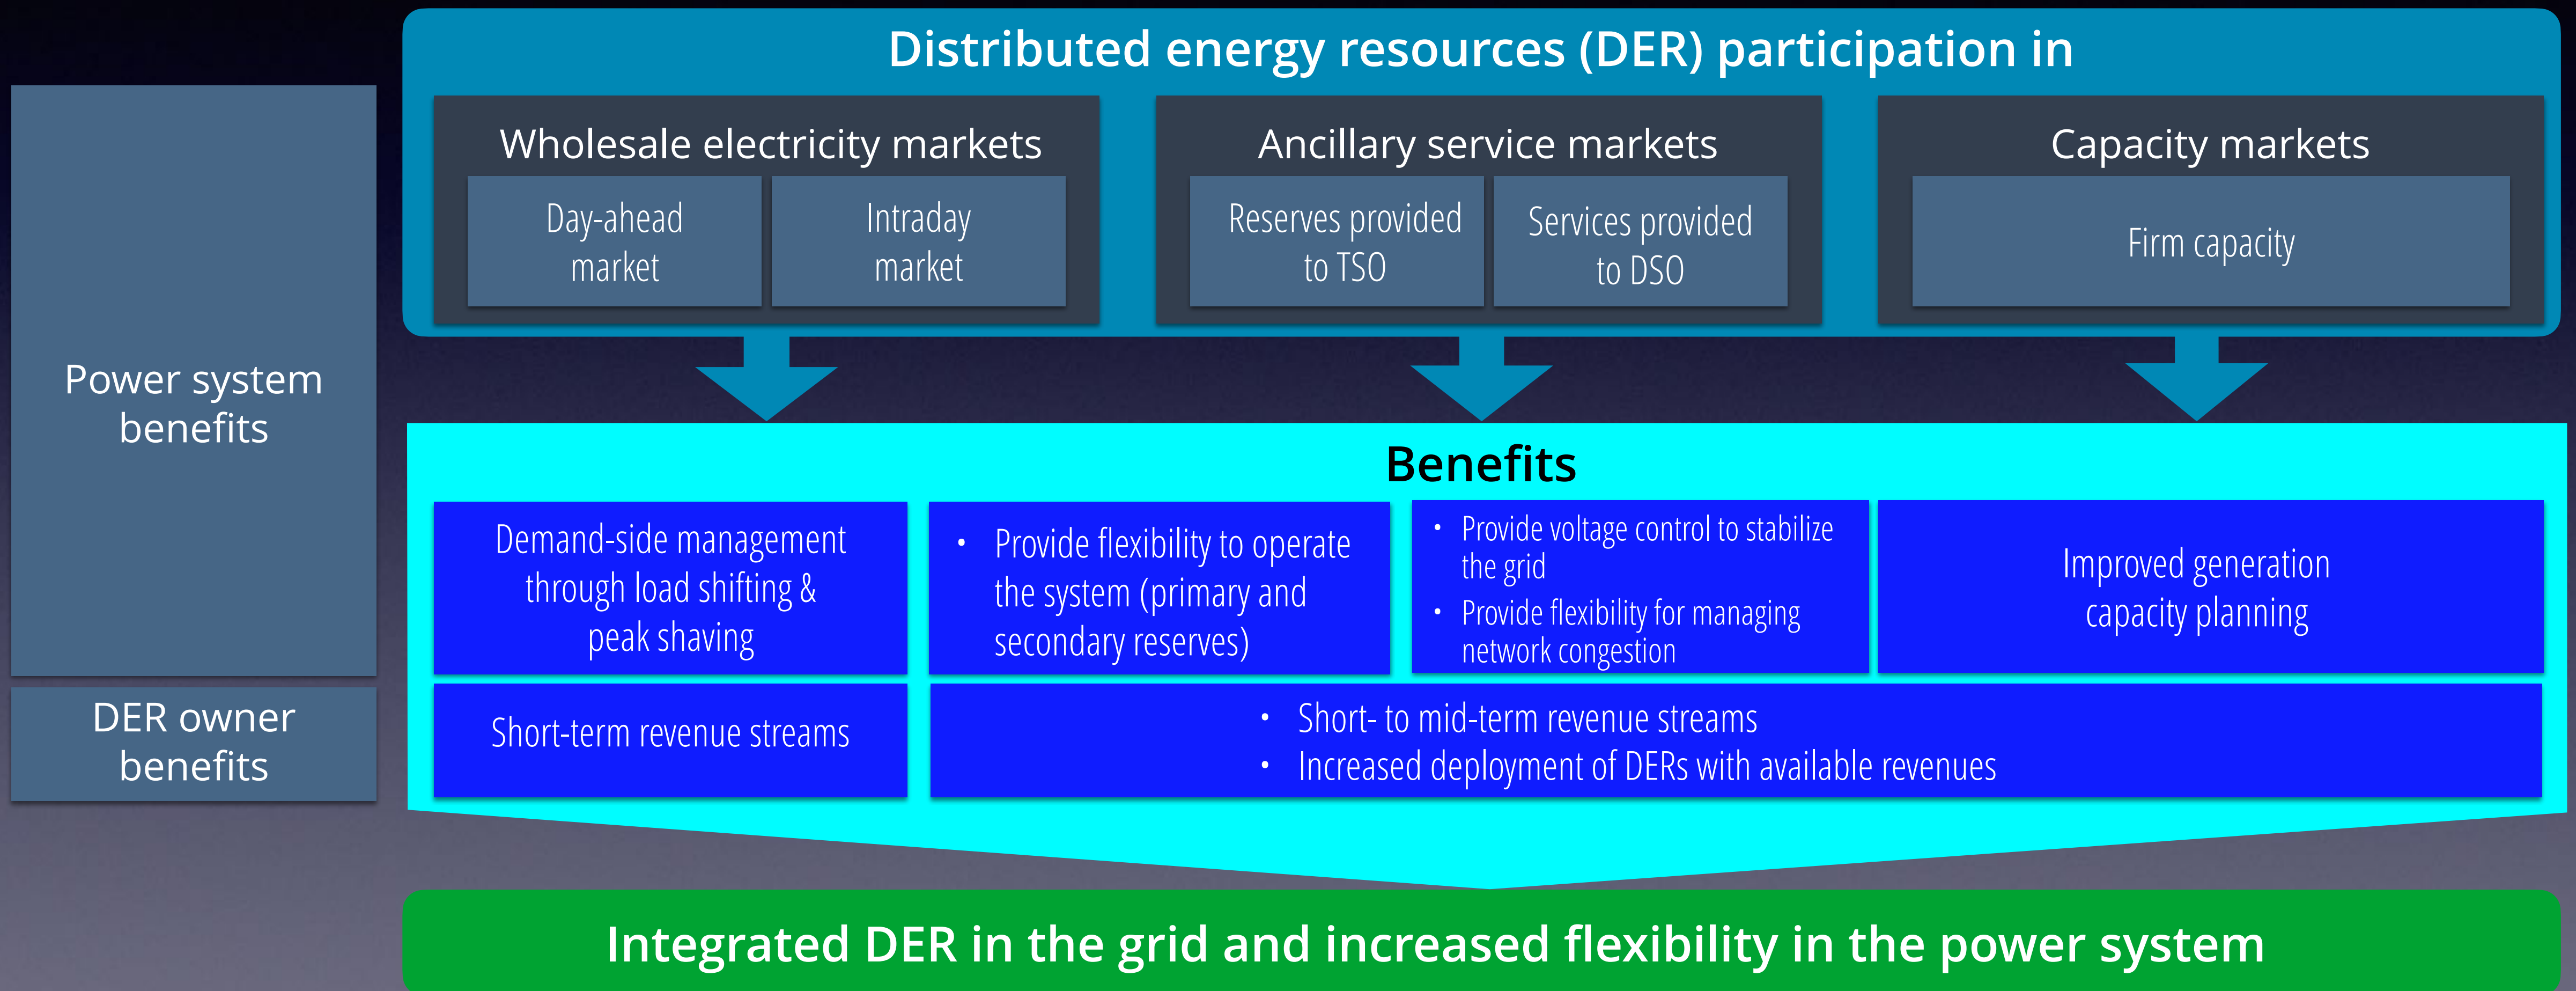 Distributed energy resources (DER) participation in
Wholesale electricity markets
Day-ahead
market
Intraday
market
Ancillary service markets
Reserves provided
to TSO
Services provided
to DSO
Capacity markets
Firm capacity
Power system
benefits
Benefits
Demand-side management
through load shifting &
peak shaving
• Provide flexibility to operate
the system (primary and
secondary reserves)
• Provide voltage control to stabilize
the grid
• Provide flexibility for managing
network congestion
Improved generation
capacity planning
DER owner
benefits
Short-term revenue streams
• Short- to mid-term revenue streams
• Increased deployment of DERs with available revenues
Integrated DER in the grid and increased flexibility in the power system